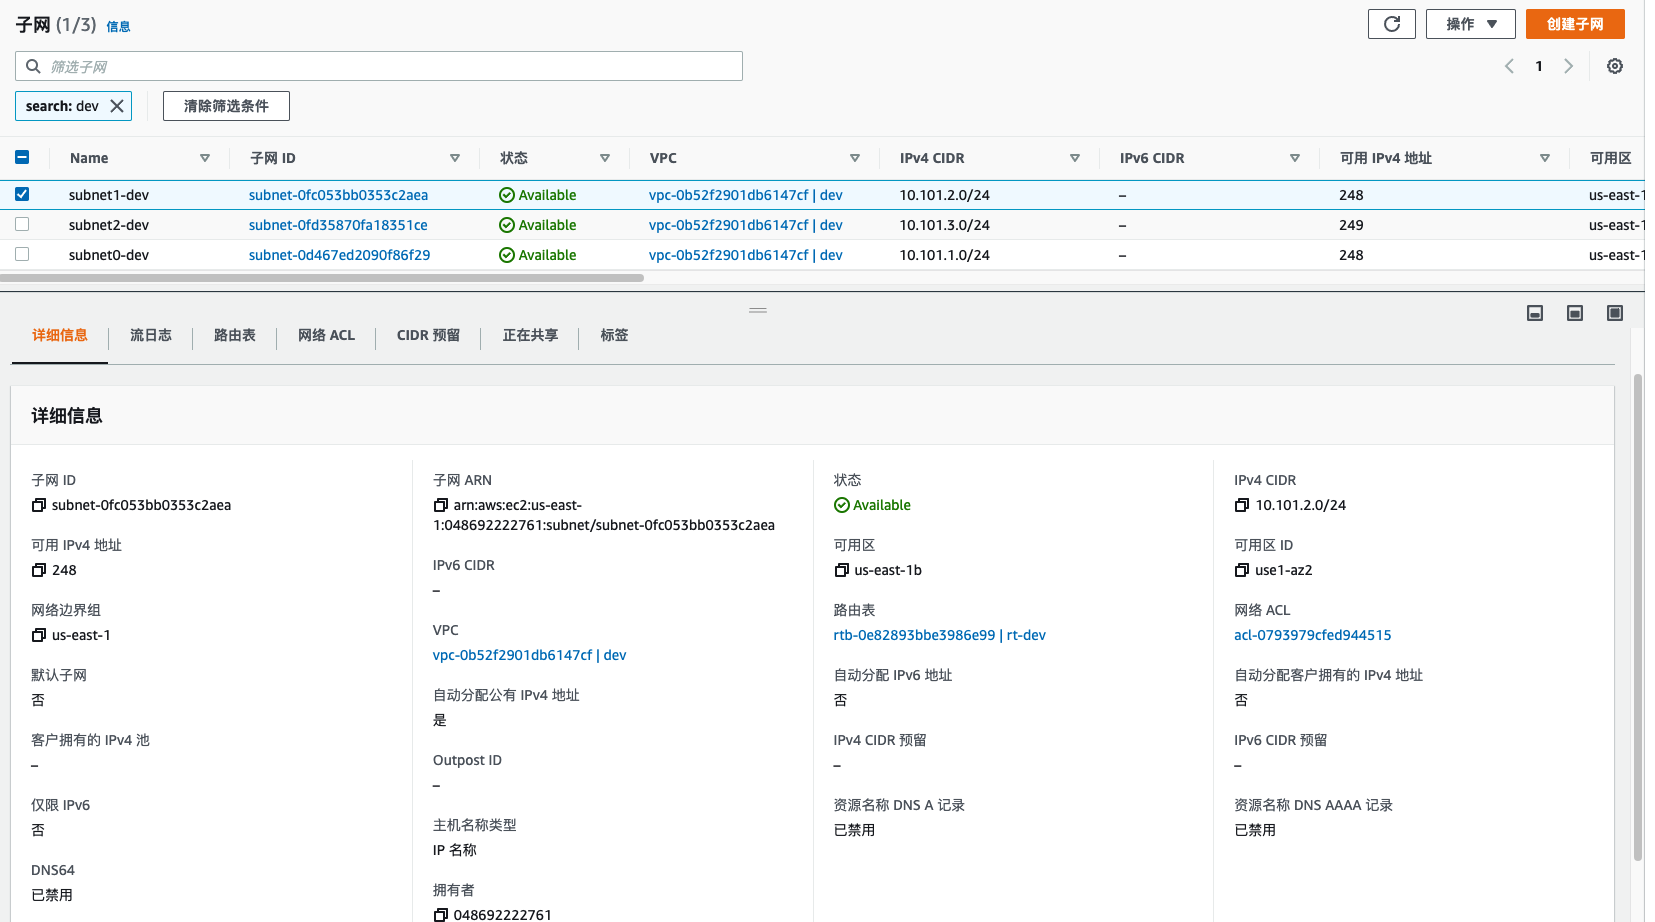 子网 (1/3) 信息
操作 ▼
创建子网
筛选子网
1
search: dev
清除筛选条件
Name 子网 ID 状态 VPC IPv4 CIDR IPv6 CIDR 可用 IPv4 地址 可用区
subnet1-dev subnet-0fc053bb0353c2aea Available vpc-0b52f2901db6147cf | dev 10.101.2.0/24 – 248 us-east-1
subnet2-dev subnet-0fd35870fa18351ce Available vpc-0b52f2901db6147cf | dev 10.101.3.0/24 – 249 us-east-1
subnet0-dev subnet-0d467ed2090f86f29 Available vpc-0b52f2901db6147cf | dev 10.101.1.0/24 – 248 us-east-1
详细信息 流日志 路由表 网络 ACL CIDR 预留 正在共享 标签
详细信息
子网 ID
subnet-0fc053bb0353c2aea
可用 IPv4 地址
248
网络边界组
us-east-1
默认子网
否
客户拥有的 IPv4 池
–
仅限 IPv6
否
DNS64
已禁用
子网 ARN
arn:aws:ec2:us-east-
1:048692222761:subnet/subnet-0fc053bb0353c2aea
IPv6 CIDR
–
VPC
vpc-0b52f2901db6147cf | dev
自动分配公有 IPv4 地址
是
Outpost ID
–
主机名称类型
IP 名称
拥有者
048692222761
状态
Available
可用区
us-east-1b
路由表
rtb-0e82893bbe3986e99 | rt-dev
自动分配 IPv6 地址
否
IPv4 CIDR 预留
–
资源名称 DNS A 记录
已禁用
IPv4 CIDR
10.101.2.0/24
可用区 ID
use1-az2
网络 ACL
acl-0793979cfed944515
自动分配客户拥有的 IPv4 地址
否
IPv6 CIDR 预留
–
资源名称 DNS AAAA 记录
已禁用